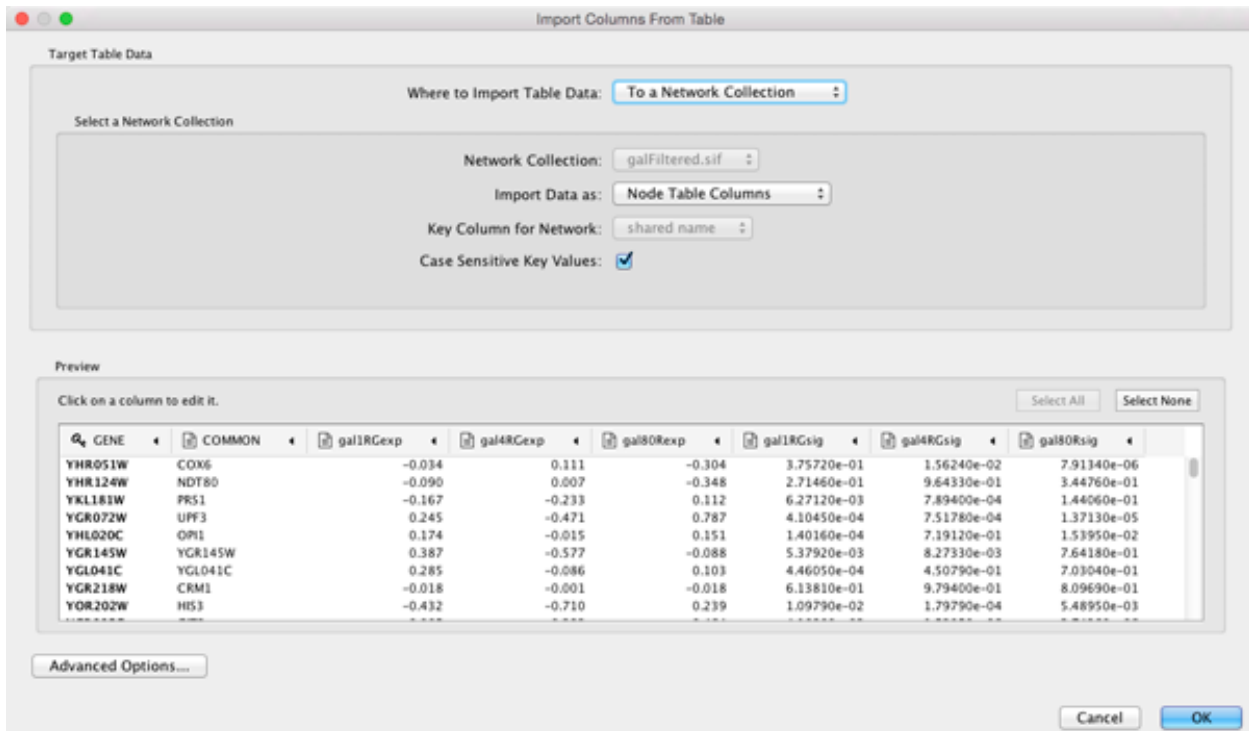 Import Columns From Table
Target Table Data
Where to Import Table Data: To a Network Collection
Select a Network Collection
Network Collection: galFiltered.sif
Import Data as: Node Table Columns
Key Column for Network: shared name
Case Sensitive Key Values:
Preview
Click on a column to edit it. Select All Select None
GENE COMMON gal1RGexp gal4RGexp gal80Rexp gal1RGsig gal4RGsig gal80Rsig
YHR051W COX6 -0.034 0.111 -0.304 3.75720e-01 1.56240e-02 7.91340e-06
YHR124W NDT80 -0.090 0.007 -0.348 2.71460e-01 9.64330e-01 3.44760e-01
YKL181W PRS1 -0.167 -0.233 0.112 6.27120e-03 7.89400e-04 1.44060e-01
YGR072W UPF3 0.245 -0.471 0.787 4.10450e-04 7.51780e-04 1.37130e-05
YHL020C OPI1 0.174 -0.015 0.151 1.40160e-04 7.19120e-01 1.53950e-02
YGR145W YGR145W 0.387 -0.577 -0.088 5.37920e-03 8.27330e-03 7.64180e-01
YGL041C YGL041C 0.285 -0.086 0.103 4.46050e-04 4.50790e-01 7.03040e-01
YGR218W CRM1 -0.018 -0.001 -0.018 6.13810e-01 9.79400e-01 8.09690e-01
YOR202W HIS3 -0.432 -0.710 0.239 1.09790e-02 1.79790e-04 5.48950e-03
Advanced Options...
Cancel OK